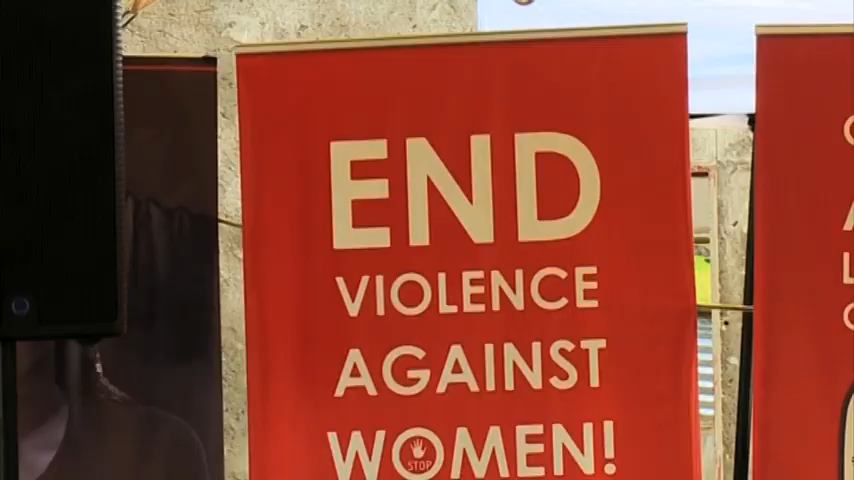 END
VIOLENCE
AGAINST
WOMEN!
STOP